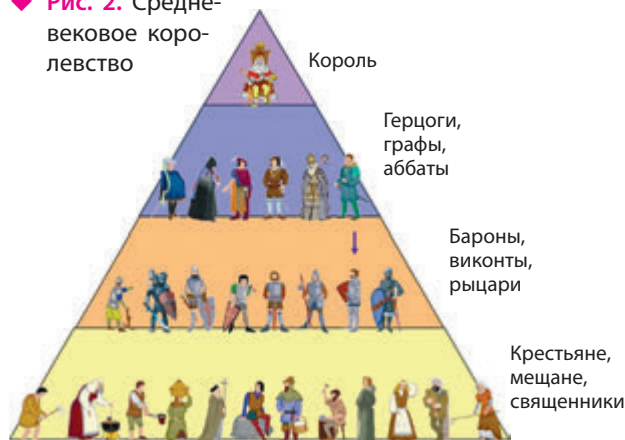 ◆ Рис. 2. Средне-
вековое коро-
левство
Король
Герцоги,
графы,
аббаты
Бароны,
виконты,
рыцари
Крестьяне,
мещане,
священники